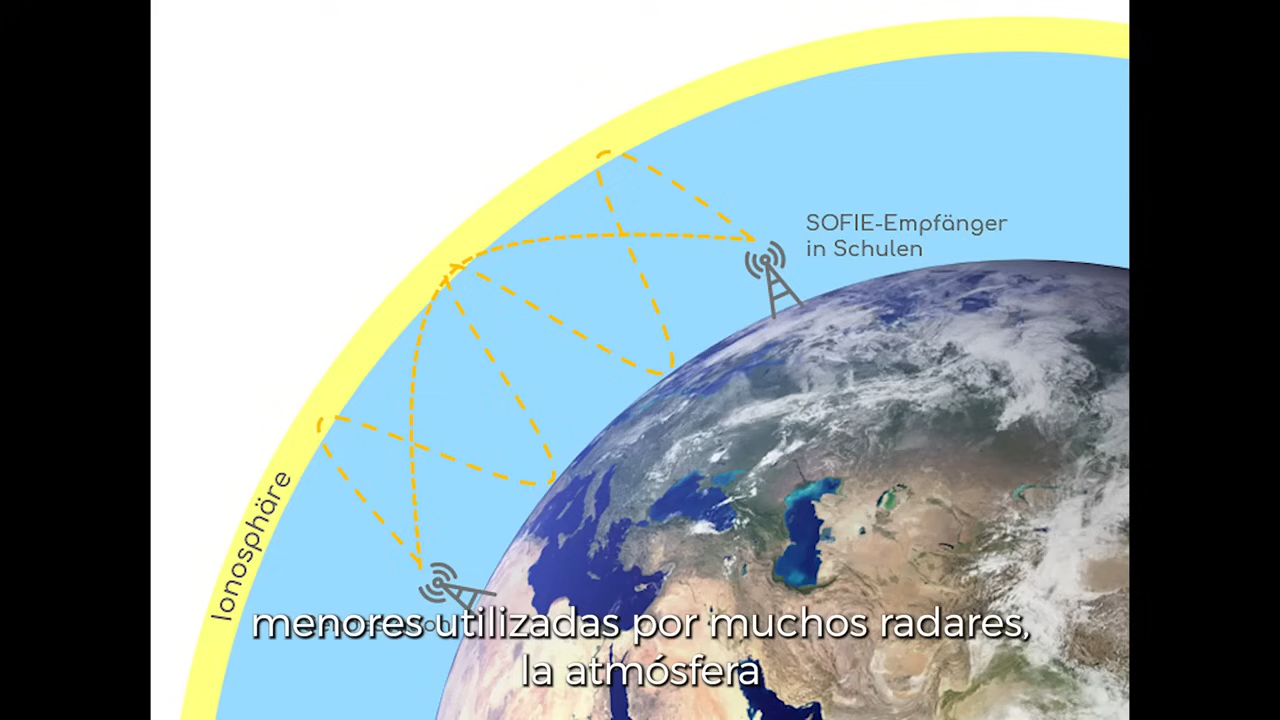 SOFIE-Empfänger
in Schulen
Ionosphäre
menores utilizadas por muchos radares,
la atmósfera